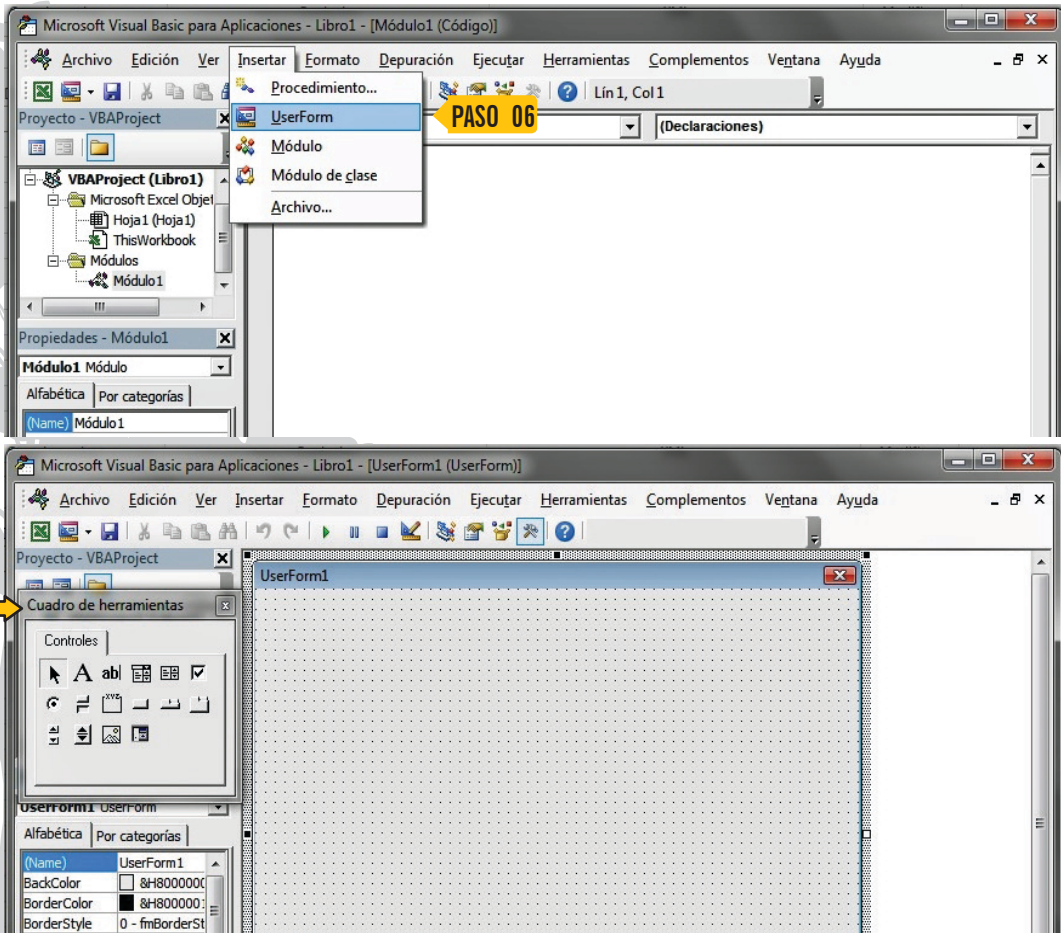 Microsoft Visual Basic para Aplicaciones - Libro1 - [Módulo1 (Código)]
Archivo Edición Ver Insertar Formato Depuración Ejecutar Herramientas Complementos Ventana Ayuda
Lín 1, Col 1
Procedimiento...
UserForm
Módulo
Módulo de clase
Archivo...
PASO 06
(Declaraciones)
Proyecto - VBAProject
VBAProject (Libro1)
Microsoft Excel Objet
Hoja1 (Hoja1)
ThisWorkbook
Módulos
Módulo1
Propiedades - Módulo1
Módulo1 Módulo
Alfabética Por categorías
(Name) Módulo1
Microsoft Visual Basic para Aplicaciones - Libro1 - [UserForm1 (UserForm)]
Archivo Edición Ver Insertar Formato Depuración Ejecutar Herramientas Complementos Ventana Ayuda
Proyecto - VBAProject
Cuadro de herramientas
Controles
A ab
XYZ
UserForm1 UserForm
Alfabética Por categorías
(Name) UserForm1
BackColor &H8000000
BorderColor &H8000001
BorderStyle 0 - fmBorderSt
UserForm1